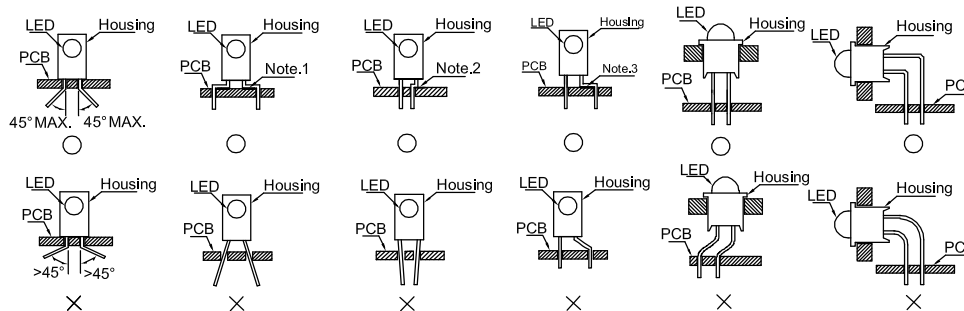 LED Housing
PCB
45° MAX. 45° MAX.
LED Housing
PCB Note.1
LED Housing
PCB Note.2
LED Housing
PCB Note.3
LED Housing
PCB
LED Housing
PC
LED Housing
PCB
>45° >45°
LED Housing
PCB
LED Housing
PCB
LED Housing
PCB
LED Housing
PCB
LED Housing
PC